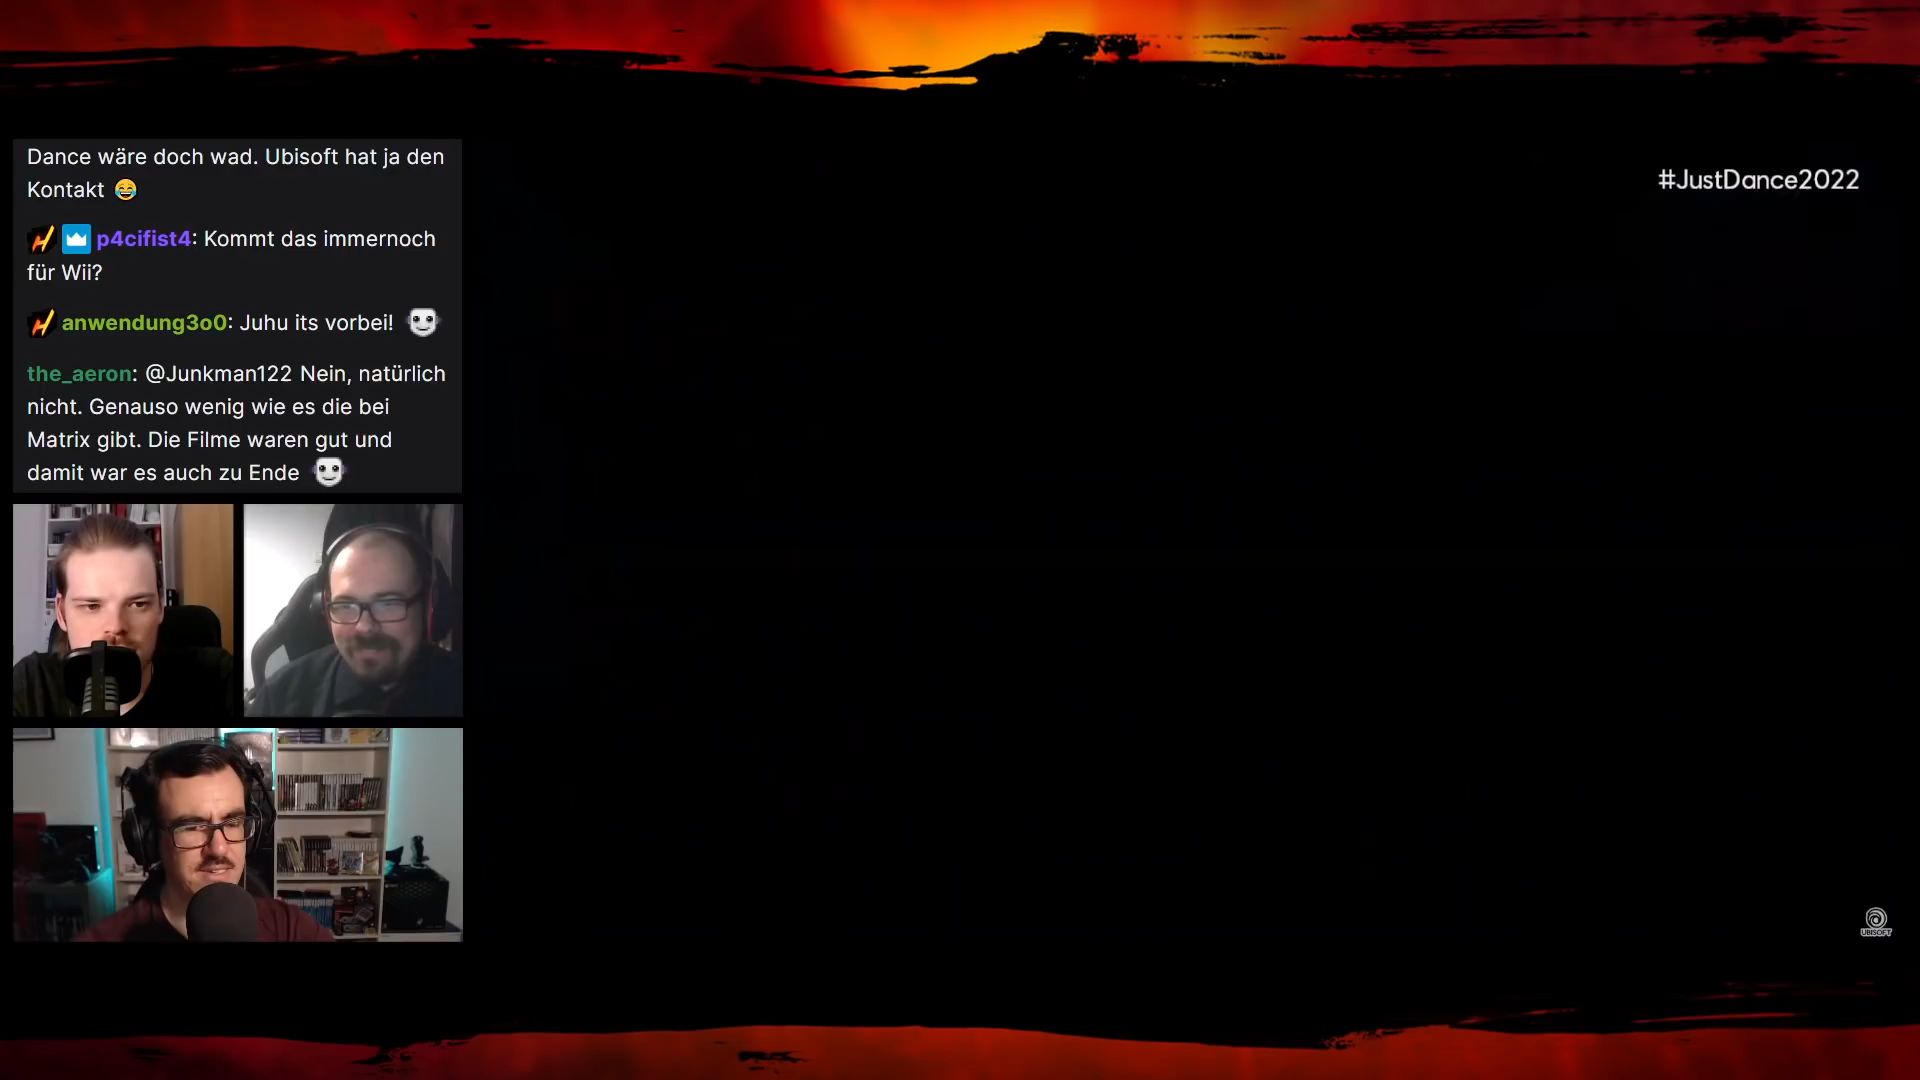 Dance wäre doch wad. Ubisoft hat ja den
Kontakt 😂
p4cifist4: Kommt das immernoch
für Wii?
anwendung3o0: Juhu its vorbei!
the_aeron: @Junkman122 Nein, natürlich
nicht. Genauso wenig wie es die bei
Matrix gibt. Die Filme waren gut und
damit war es auch zu Ende
#JustDance2022
UBISOFT